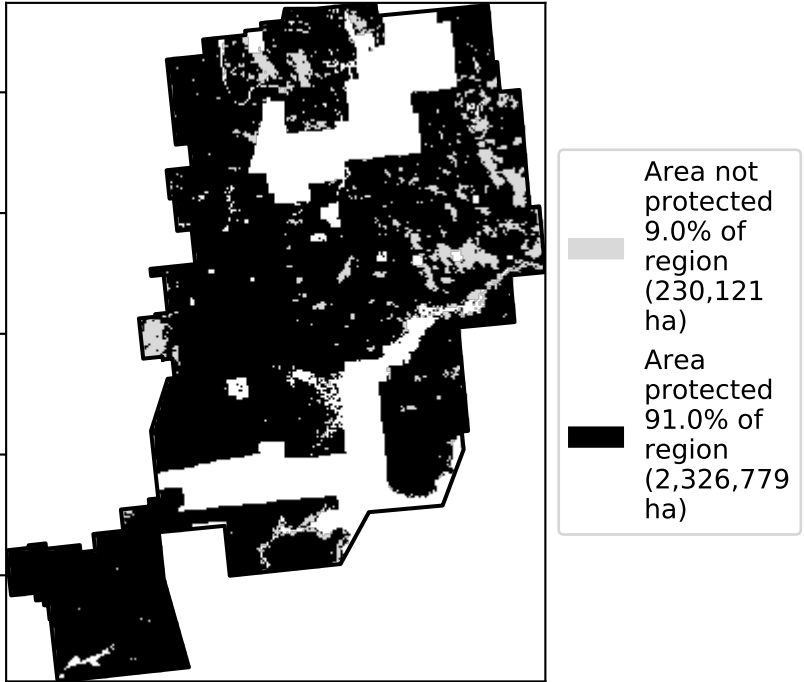 Area not
protected
9.0% of
region
(230,121
ha)
Area
protected
91.0% of
region
(2,326,779
ha)